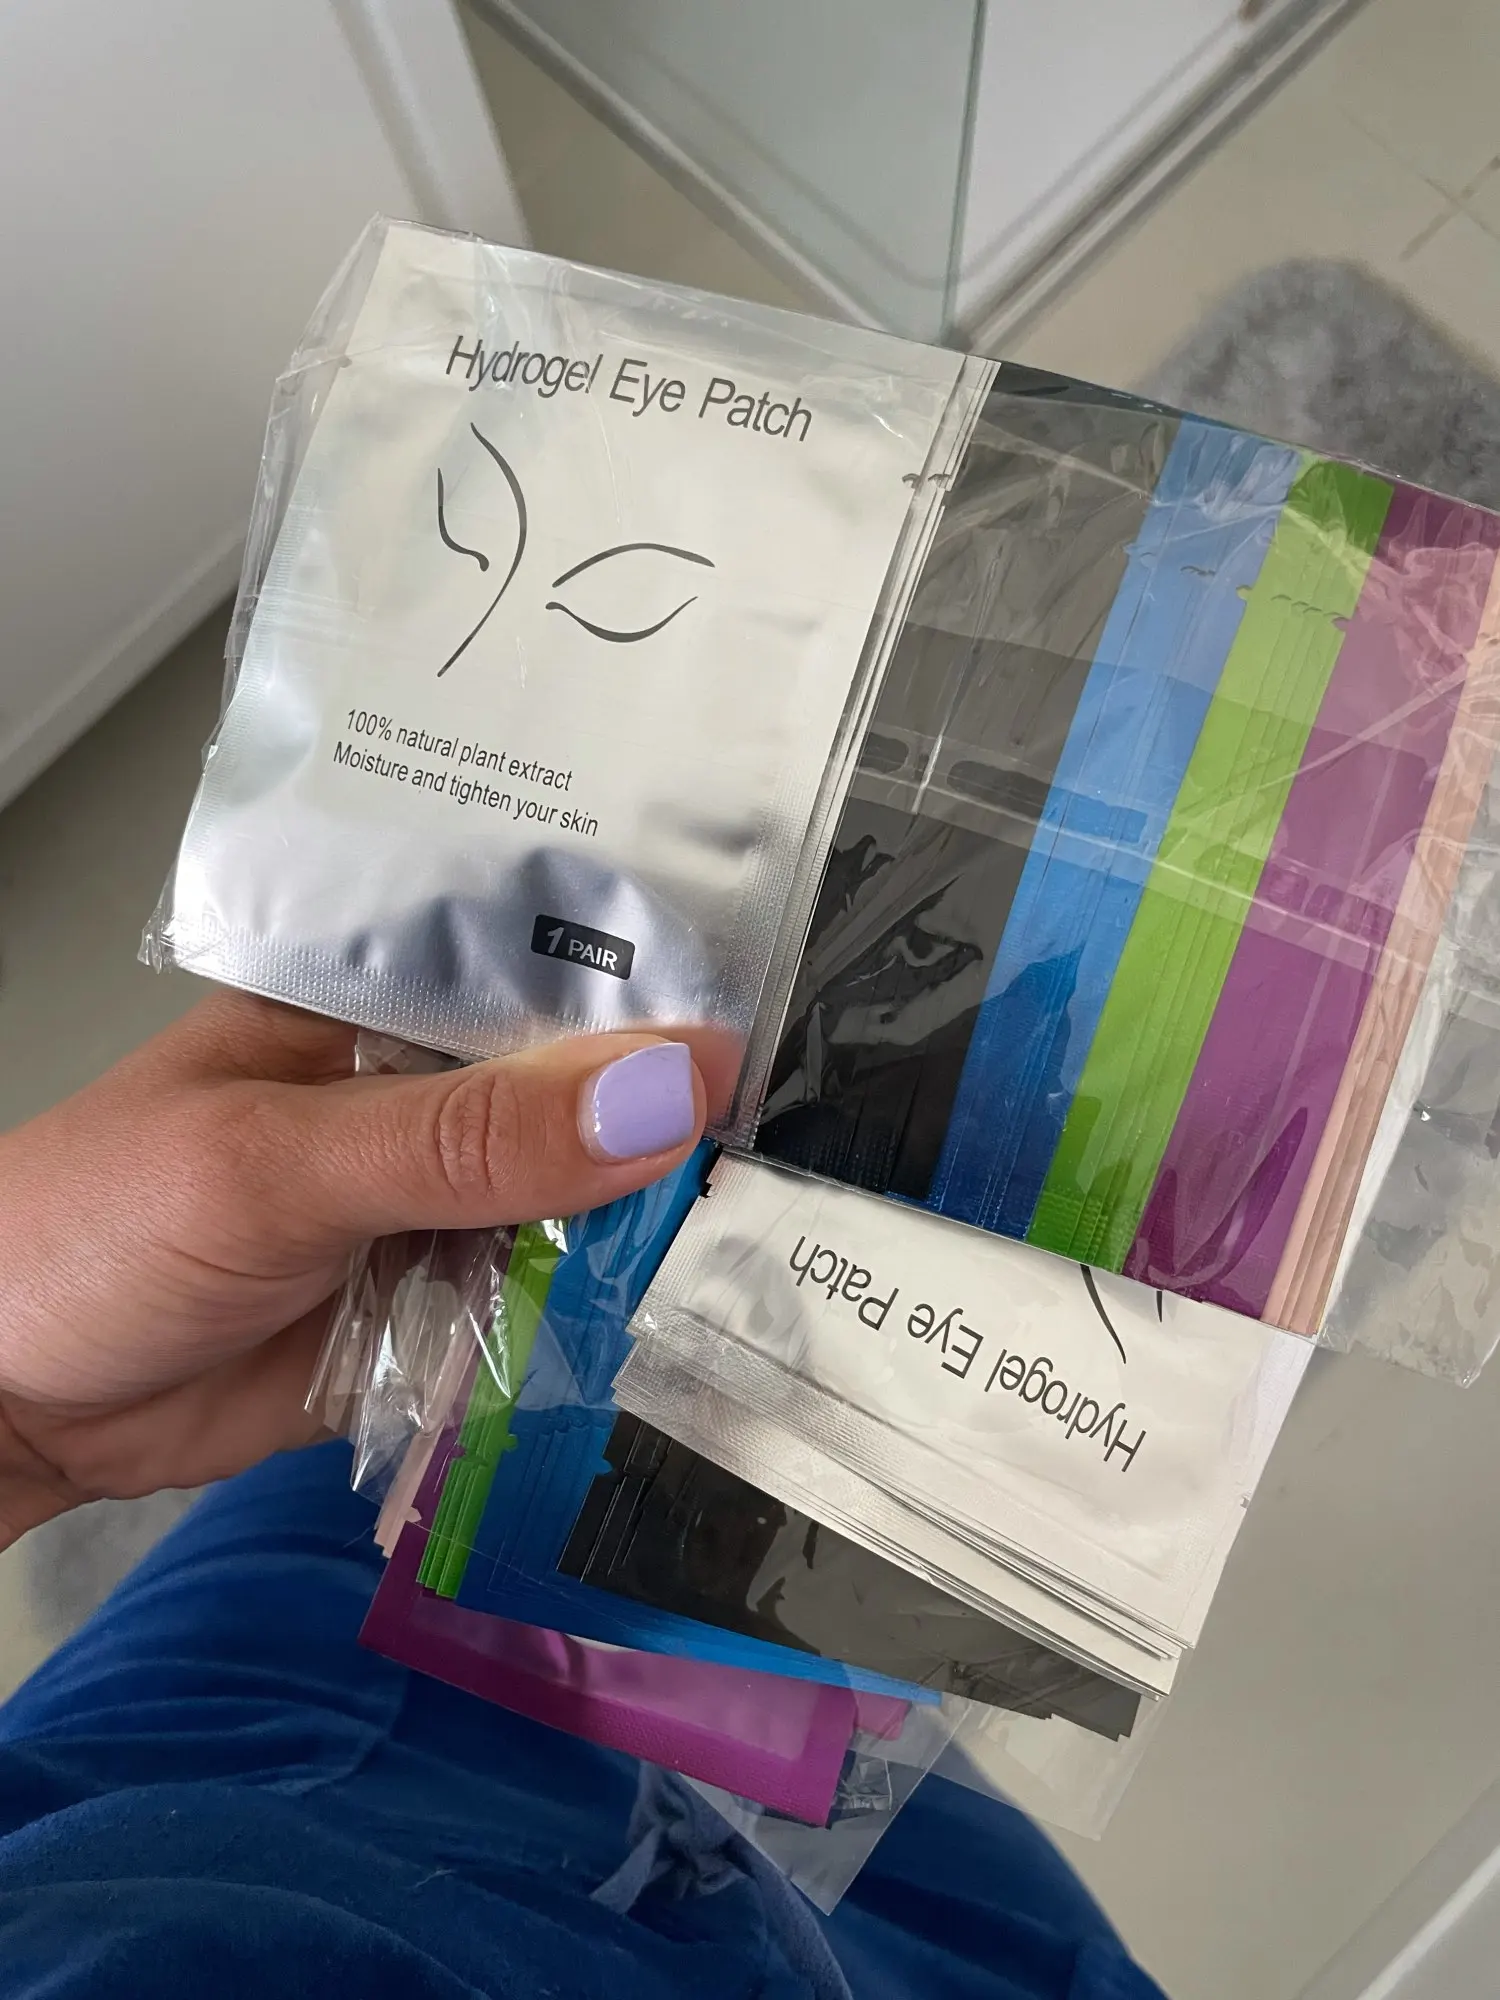 Hydrogel Eye Patch
100% natural plant extract
Moisture and tighten your skin
1 PAIR
Hydrogel Eye Patch